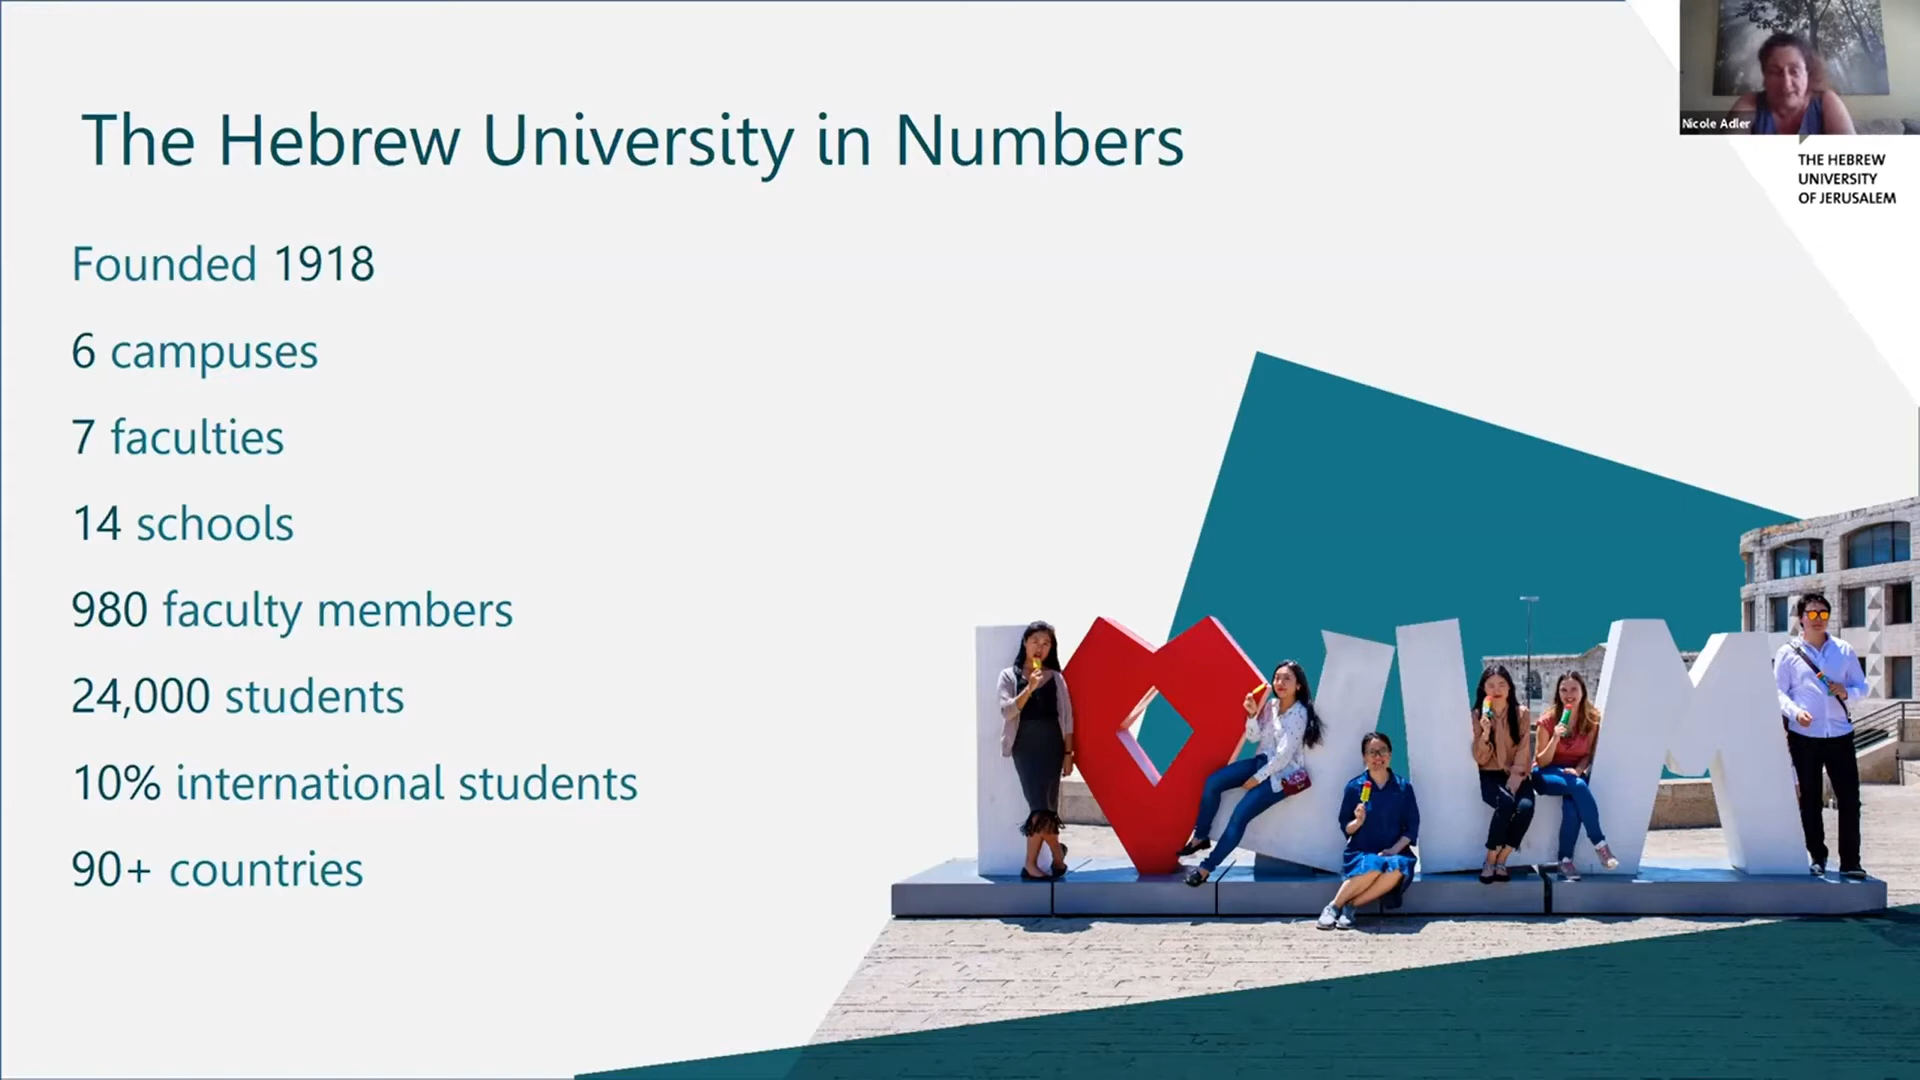 The Hebrew University in Numbers
Founded 1918
6 campuses
7 faculties
14 schools
980 faculty members
24,000 students
10% international students
90+ countries
Nicole Adler
THE HEBREW
UNIVERSITY
OF JERUSALEM